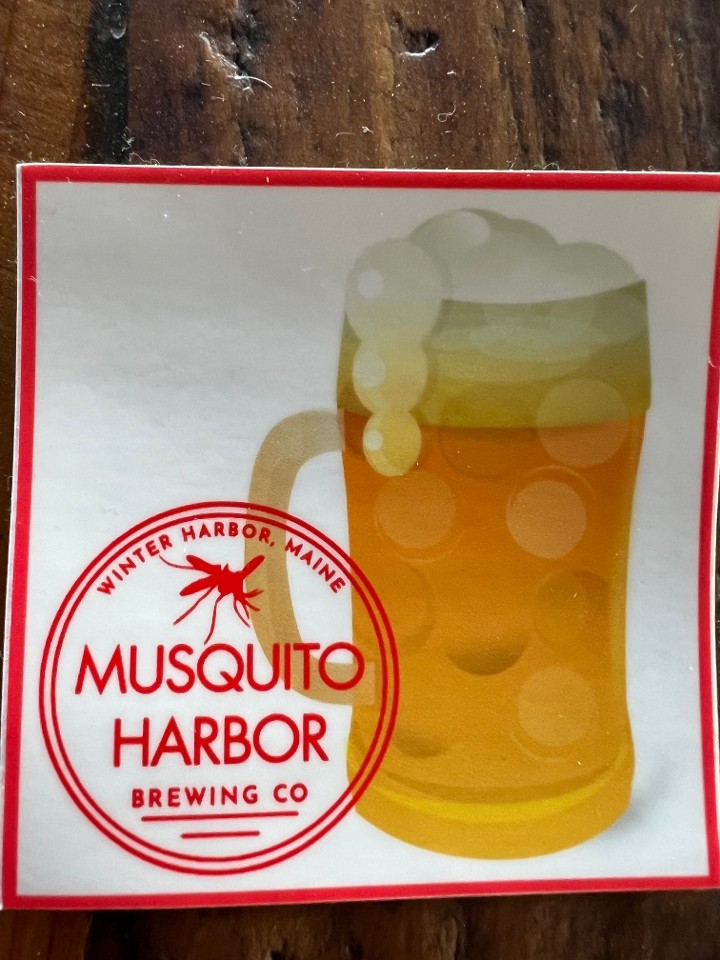 WINTER HARBOR, MAINE
MUSQUITO
HARBOR
BREWING CO